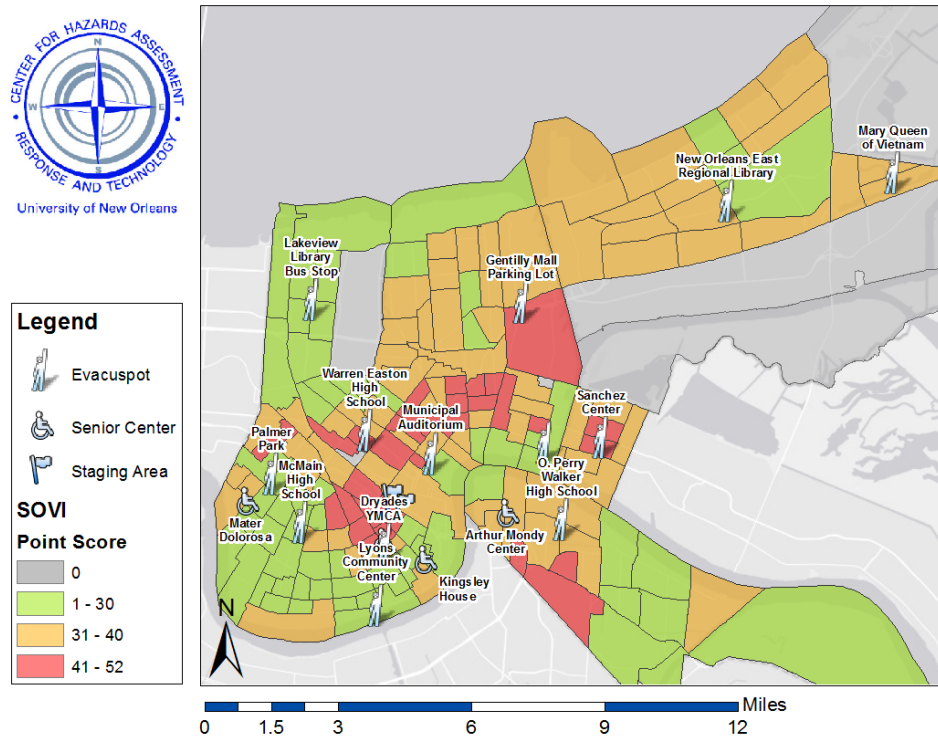 CENTER FOR HAZARDS ASSESSMENT
RESPONSE AND TECHNOLOGY
N
W
E
S
University of New Orleans
Legend
Evacuspot
Senior Center
Staging Area
SOVI
Point Score
0
1 - 30
31 - 40
41 - 52
Mary Queen
of Vietnam
New Orleans East
Regional Library
Lakeview
Library
Bus Stop
Gentilly Mall
Parking Lot
Warren Easton
High
School
Municipal
Auditorium
Sanchez
Center
Palmer
Park
McMain
High
School
O. Perry
Walker
High School
Mater
Dolorosa
Dryades
YMCA
Arthur Mondy
Center
Lyons
Community
Center
Kingsley
House
N
Miles
0
1.5
3
6
9
12